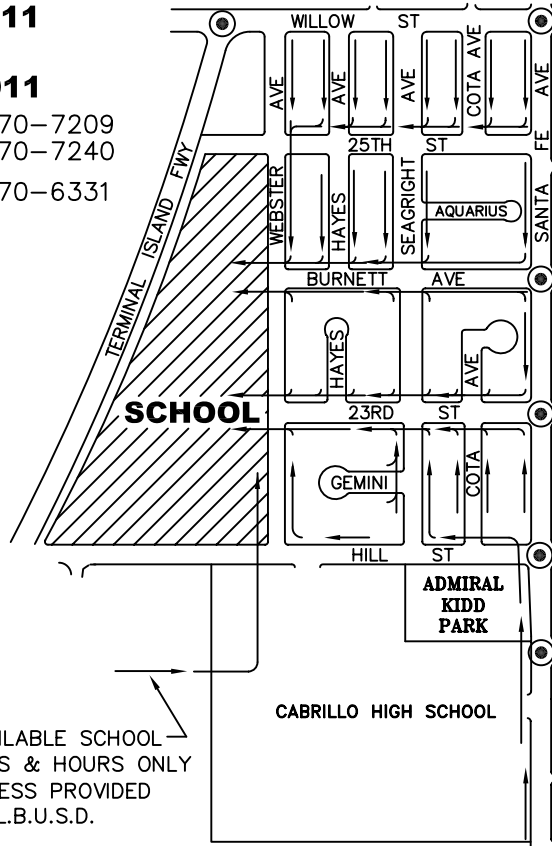 11
911
70-7209
70-7240
70-6331
WILLOW ST
AVE
AVE
AVE
COTA AVE
SANTA FE AVE
25TH ST
TERMINAL ISLAND FWY
WEBSTER
HAYES
SEAGRIGHT
AQUARIUS
BURNETT AVE
HAYES
AVE
SCHOOL
23RD ST
GEMINI
COTA
HILL ST
ADMIRAL
KIDD
PARK
CABRILLO HIGH SCHOOL
ILABLE SCHOOL
S & HOURS ONLY
ESS PROVIDED
L.B.U.S.D.